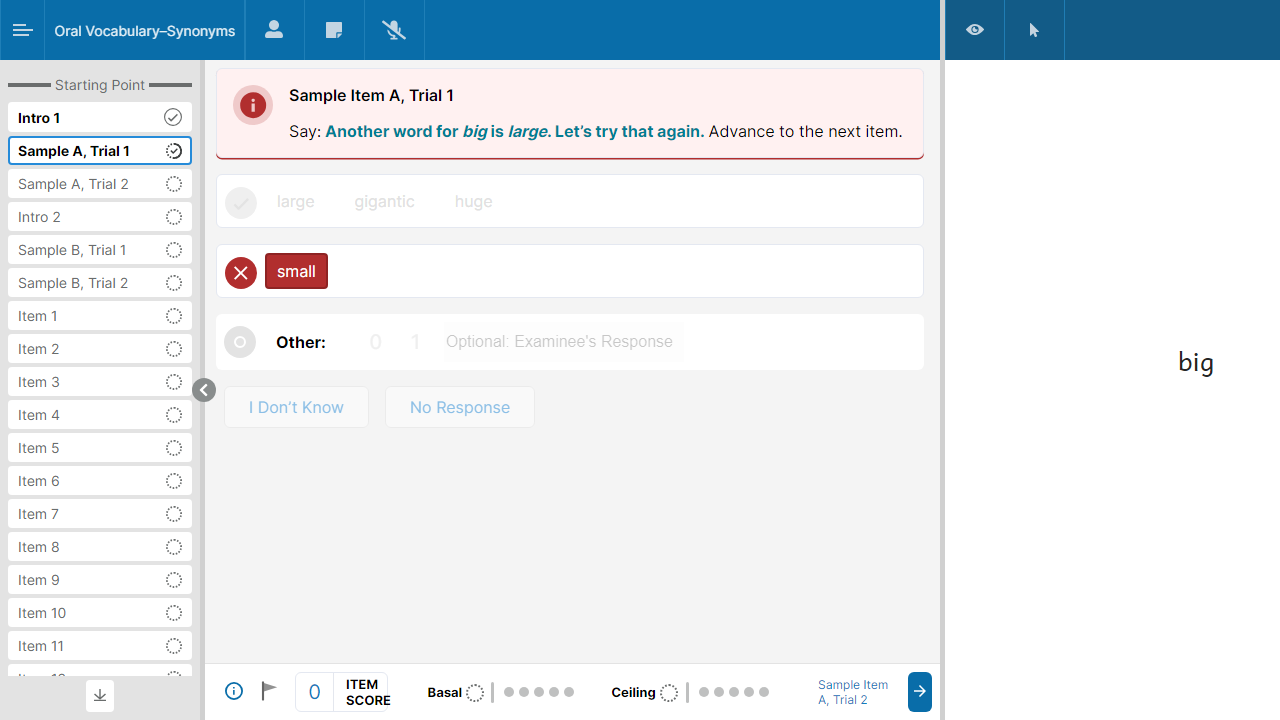 Oral Vocabulary–Synonyms
Starting Point
Intro 1
Sample A, Trial 1
Sample A, Trial 2
Intro 2
Sample B, Trial 1
Sample B, Trial 2
Item 1
Item 2
Item 3
Item 4
Item 5
Item 6
Item 7
Item 8
Item 9
Item 10
Item 11
Sample Item A, Trial 1
Say: Another word for big is large. Let’s try that again. Advance to the next item.
large gigantic huge
small
Other: 0 1 Optional: Examinee's Response
I Don’t Know No Response
0 ITEM
SCORE
Basal Ceiling
Sample Item
A, Trial 2
big